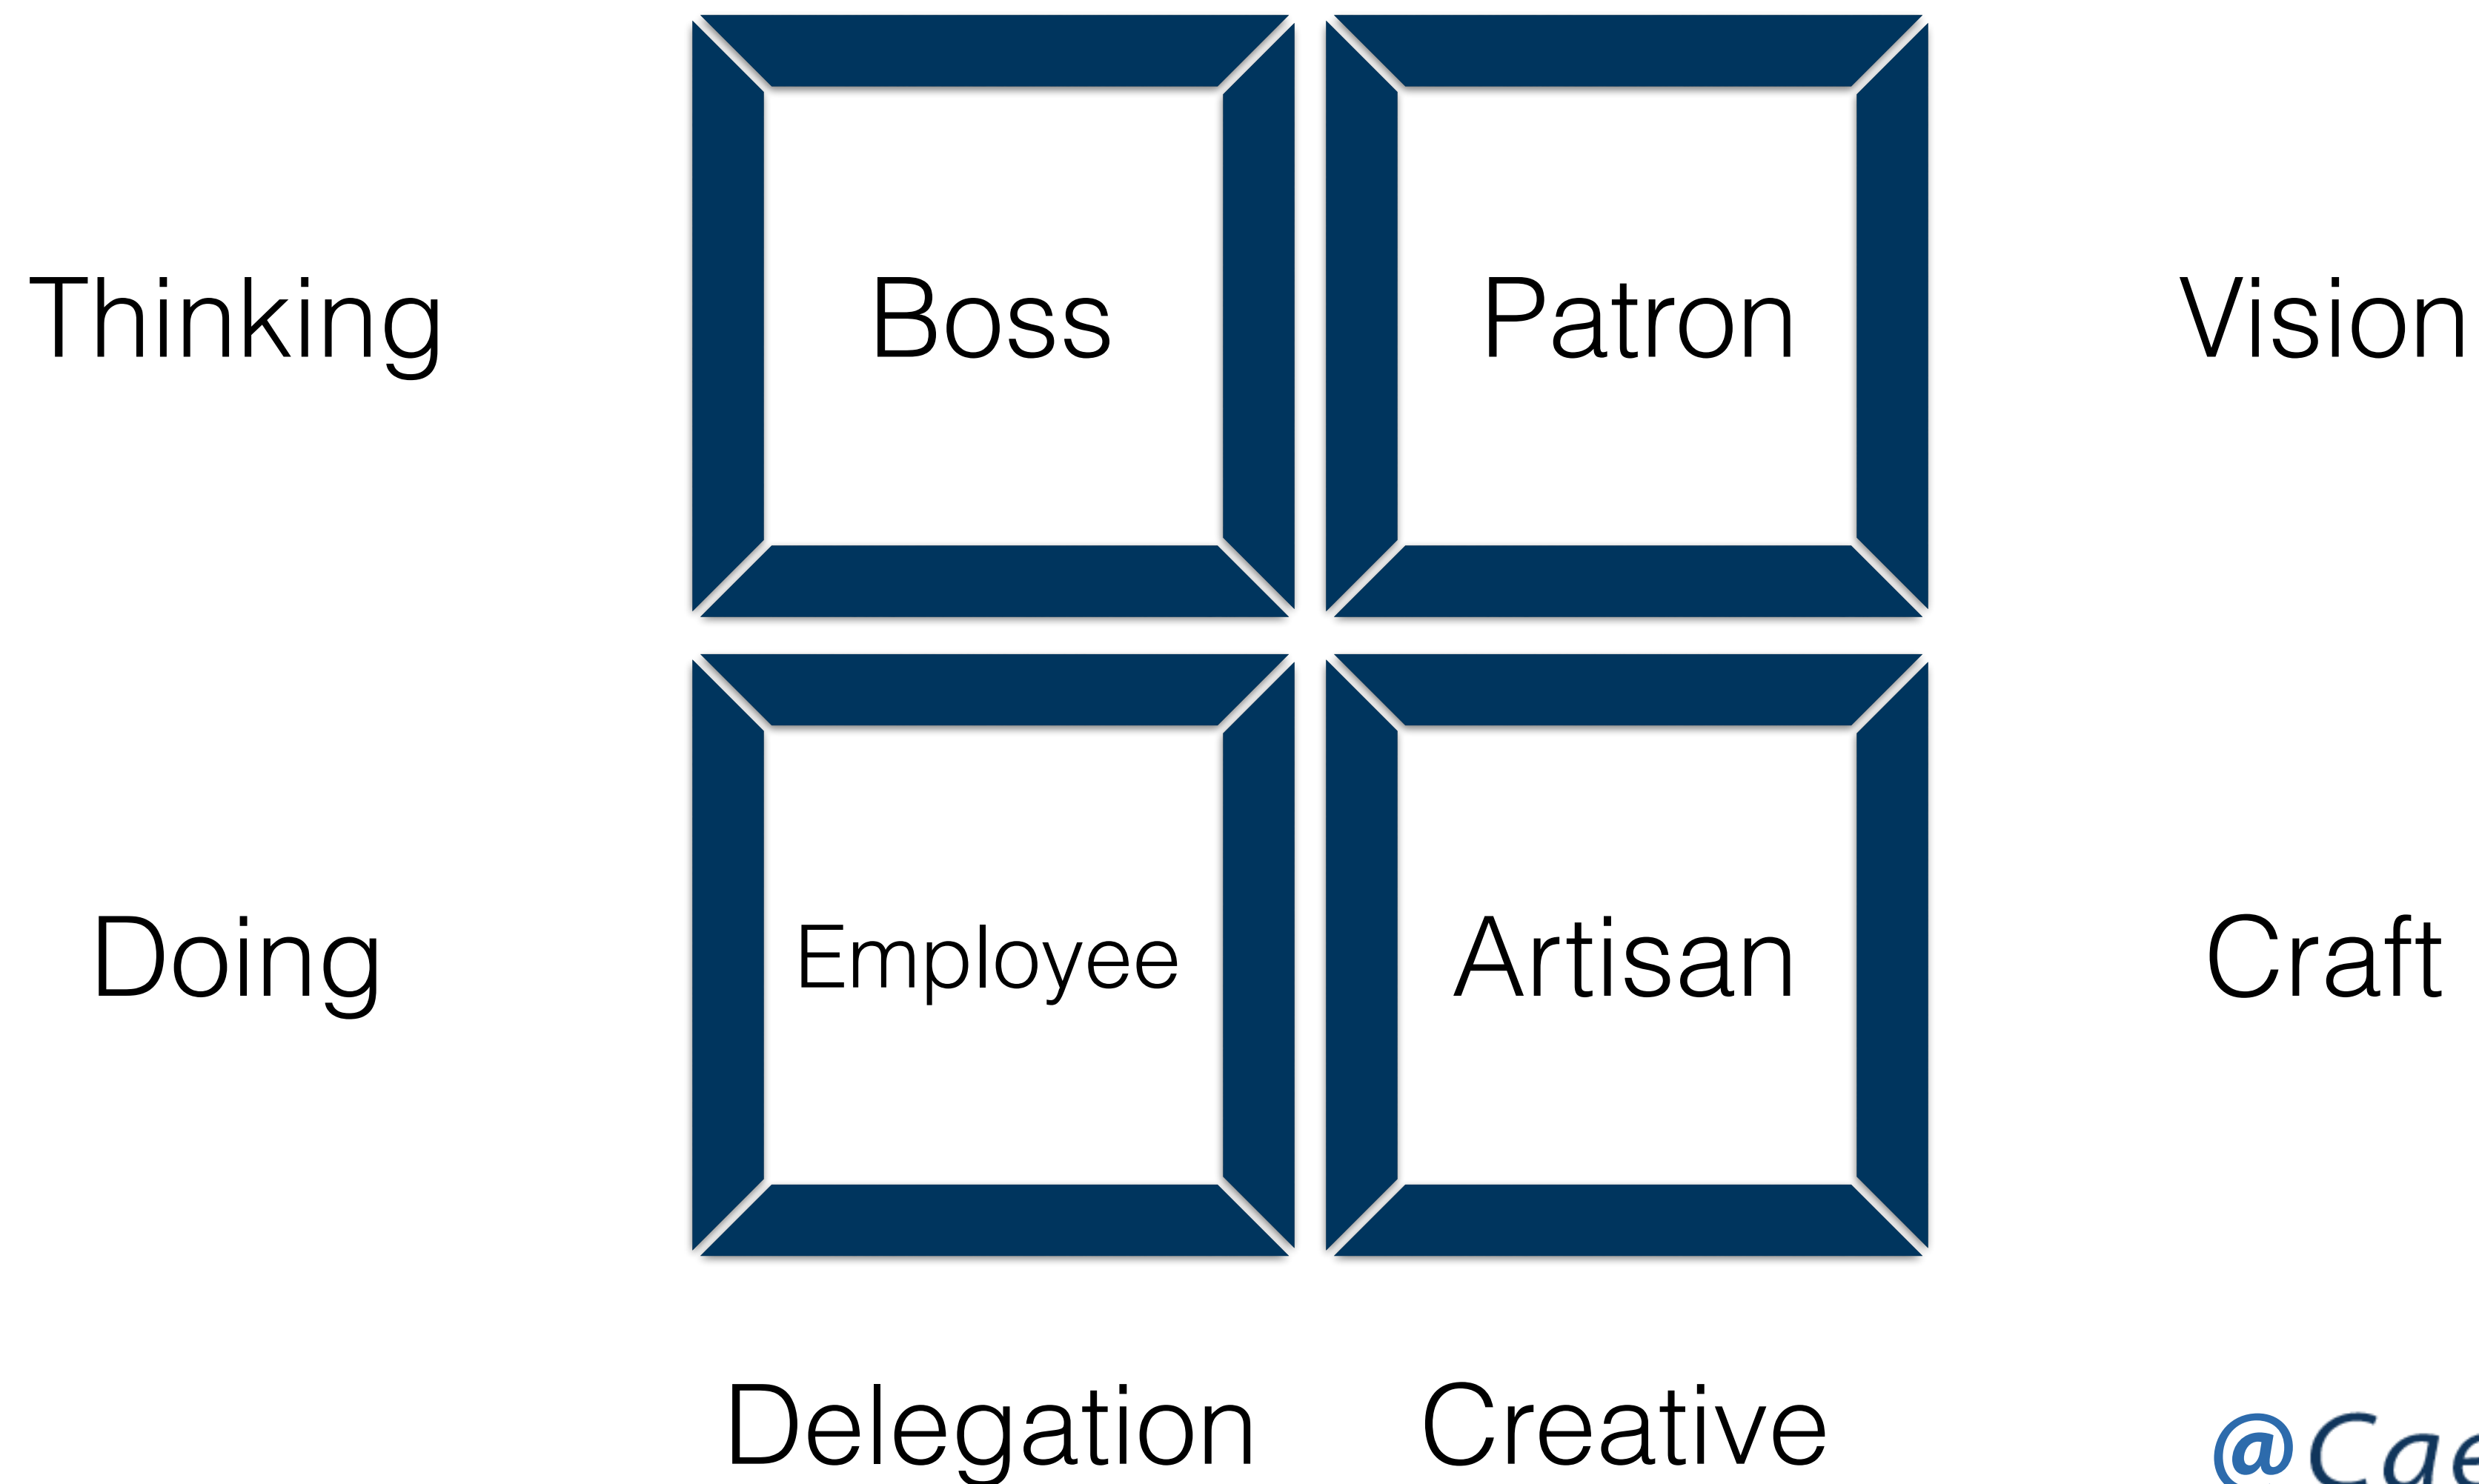 Thinking Boss Patron Vision
Doing Employee Artisan Craft
Delegation Creative